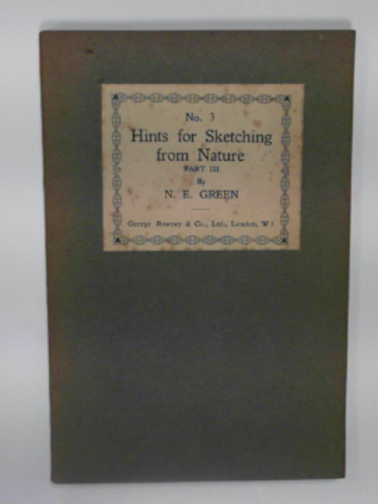 No. 3
Hints for Sketching
from Nature
PART III
By
N. E. GREEN
George Rowney & Co., Ltd., London, W.1